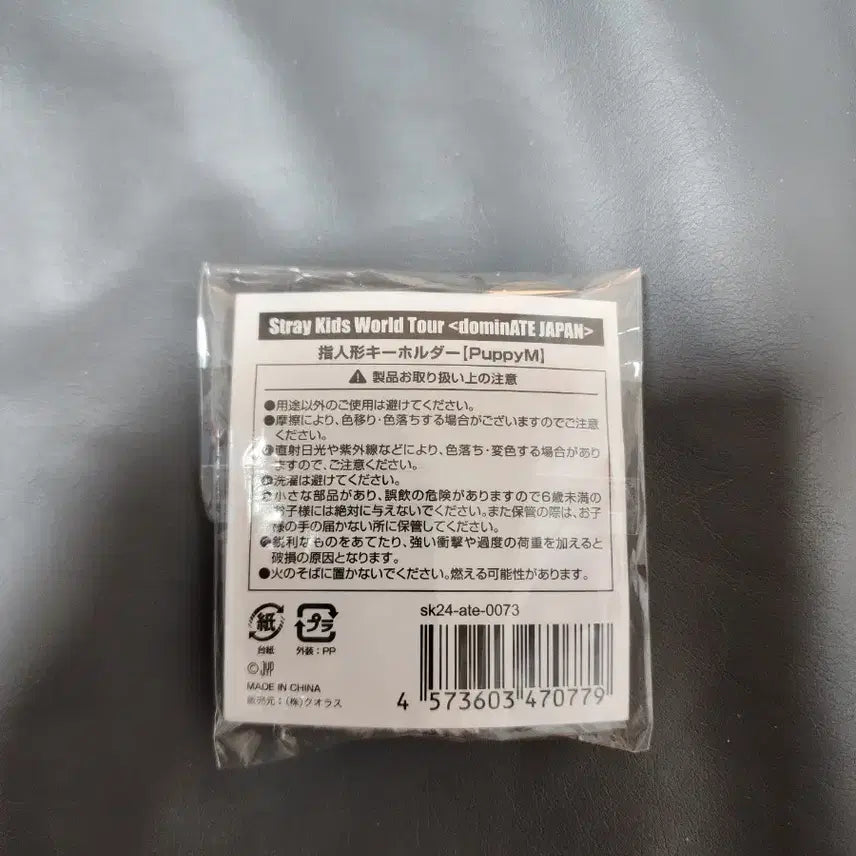 Stray Kids World Tour <dominATE JAPAN>
指人形キーホルダー【PuppyM】
製品お取り扱い上の注意
●用途以外のご使用は避けてください。
●摩擦により、色移り・色落ちする場合がございますのでご注意
ください。
●直射日光や紫外線などにより、色落ち・変色する場合があり
ますので、ご注意ください。
●洗濯は避けてください。
●小さな部品があり、誤飲の危険がありますので6歳未満の
お子様には絶対に与えないでください。また保管の際は、お子
様の手の届かない所に保管してください。
●鋭利なものをあてたり、強い衝撃や過度の荷重を加えると
破損の原因となります。
●火のそばに置かないでください。燃える可能性があります。
sk24-ate-0073
紙 プラ
台紙 外装:PP
©JYP
MADE IN CHINA
販売元:(株)クオラス
4 573603 470779